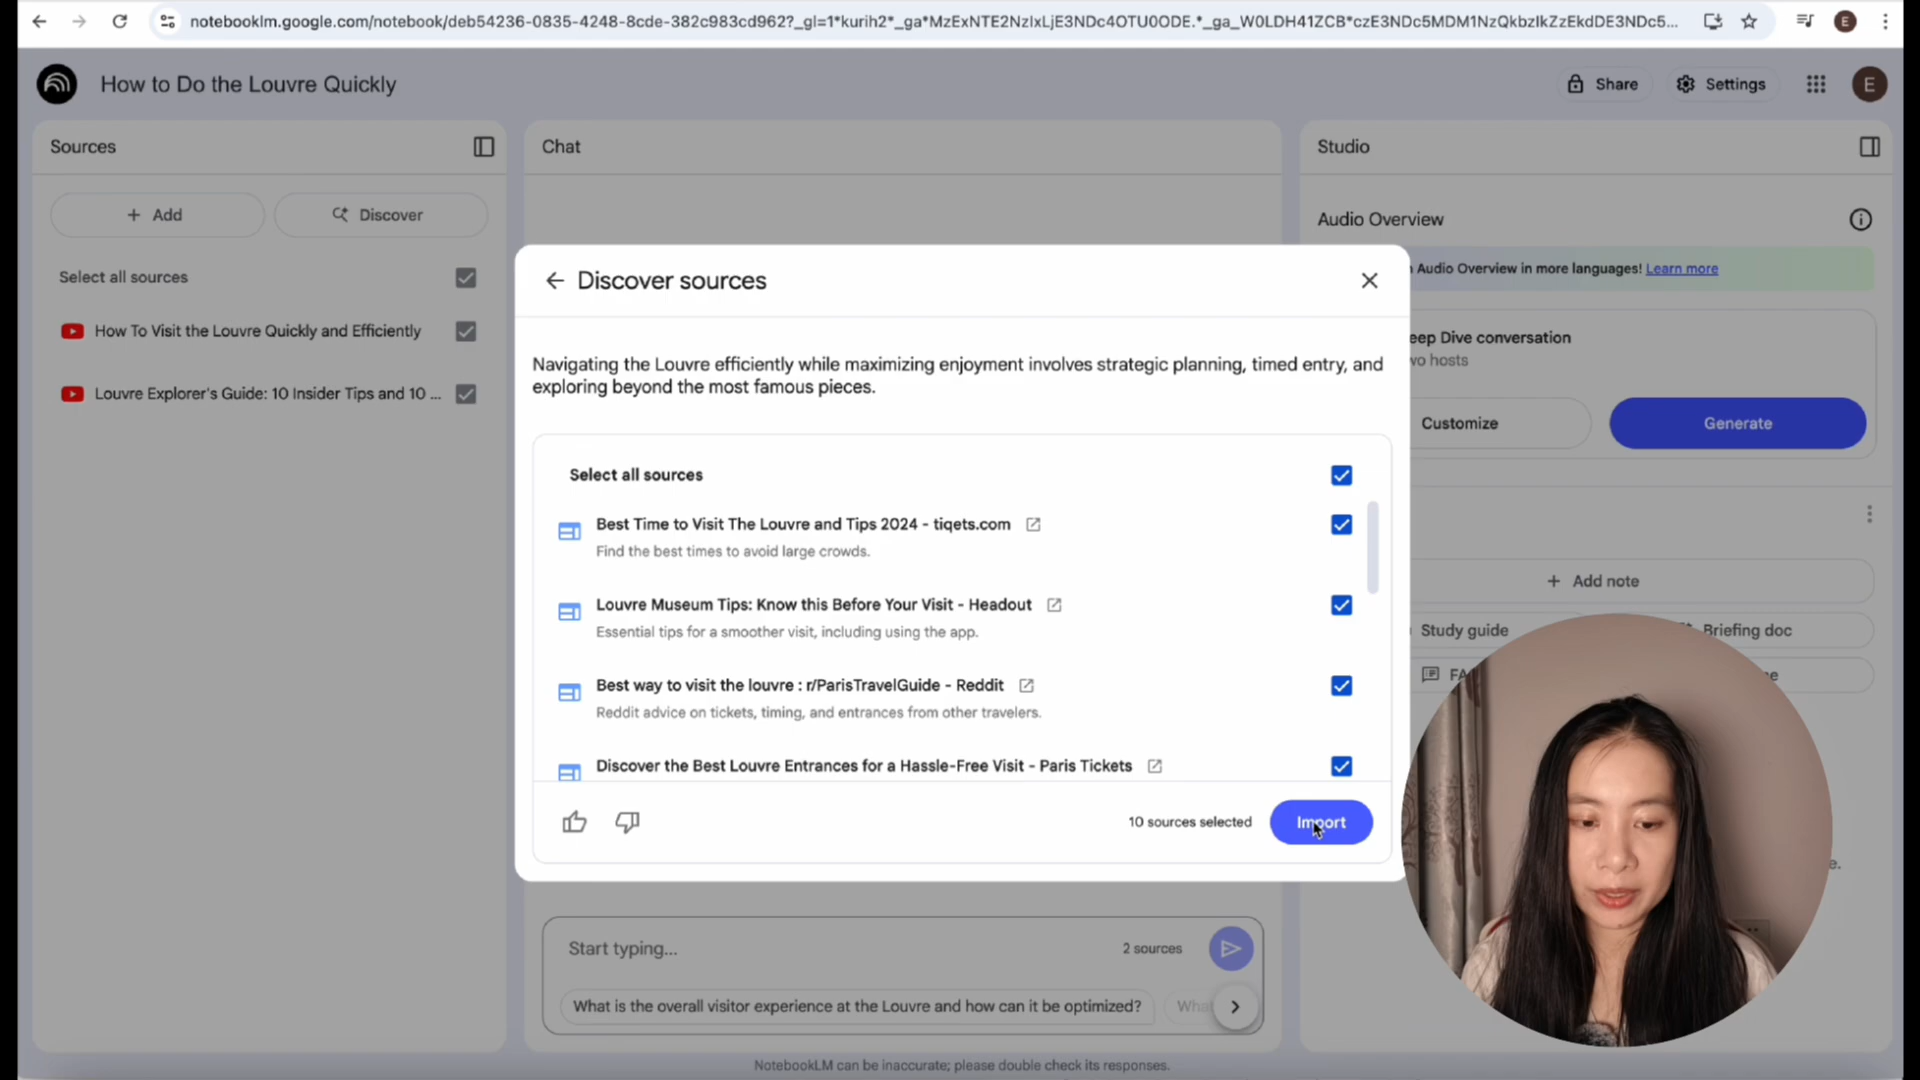 notebooklm.google.com/notebook/deb54236-0835-4248-8cde-382c983cd962?_gl=1*kurih2*_ga*MzExNTE2NzIxLjE3NDc4OTU0ODE.*_ga_W0LDH41ZCB*czE3NDc5MDM1NzQkbzIkZzEkdDE3NDc5...
E
How to Do the Louvre Quickly
Share
Settings
E
Sources
Chat
Studio
+ Add
Discover
Audio Overview
Select all sources
Audio Overview in more languages! Learn more
How To Visit the Louvre Quickly and Efficiently
Louvre Explorer's Guide: 10 Insider Tips and 10 ...
Discover sources
eep Dive conversation
wo hosts
Navigating the Louvre efficiently while maximizing enjoyment involves strategic planning, timed entry, and
exploring beyond the most famous pieces.
Customize
Generate
Select all sources
Best Time to Visit The Louvre and Tips 2024 - tiqets.com
Find the best times to avoid large crowds.
Louvre Museum Tips: Know this Before Your Visit - Headout
Essential tips for a smoother visit, including using the app.
+ Add note
Study guide
Briefing doc
FA
e
Best way to visit the louvre : r/ParisTravelGuide - Reddit
Reddit advice on tickets, timing, and entrances from other travelers.
Discover the Best Louvre Entrances for a Hassle-Free Visit - Paris Tickets
10 sources selected
Import
e.
Start typing...
2 sources
What is the overall visitor experience at the Louvre and how can it be optimized?
Wha
NotebookLM can be inaccurate; please double check its responses.